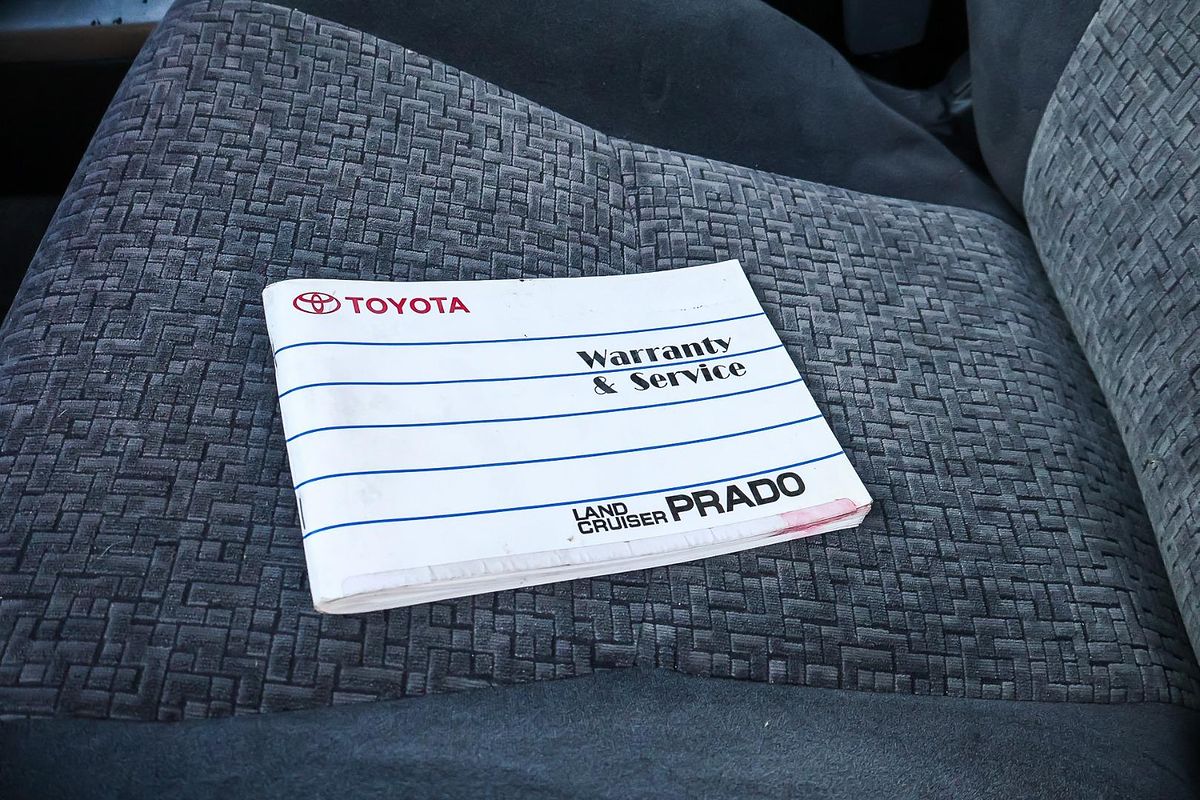 TOYOTA
Warranty
& Service
LAND
CRUISER PRADO